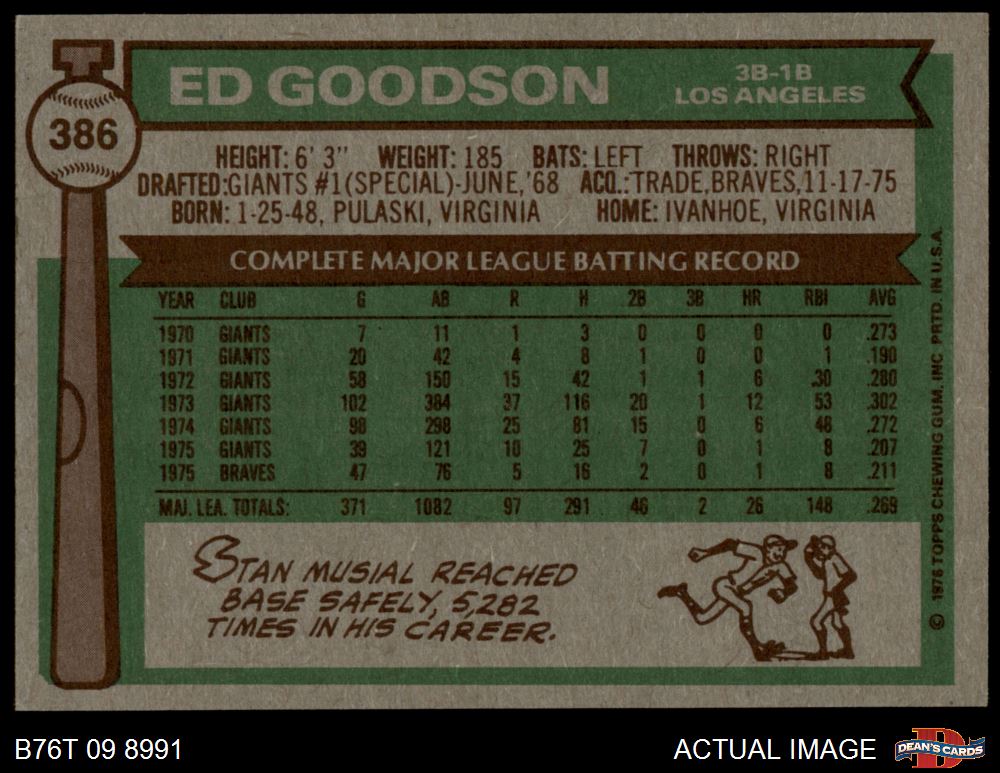 386
ED GOODSON
3B-1B
LOS ANGELES
HEIGHT: 6' 3" WEIGHT: 185 BATS: LEFT THROWS: RIGHT
DRAFTED: GIANTS #1(SPECIAL)-JUNE,'68 ACQ.: TRADE,BRAVES,11-17-75
BORN: 1-25-48, PULASKI, VIRGINIA HOME: IVANHOE, VIRGINIA
COMPLETE MAJOR LEAGUE BATTING RECORD
YEAR CLUB G AB R H 2B 3B HR RBI AVG
1970 GIANTS 7 11 1 3 0 0 0 0 .273
1971 GIANTS 20 42 4 8 1 0 0 1 .190
1972 GIANTS 58 150 15 42 1 1 6 .30 .280
1973 GIANTS 102 384 37 116 20 1 12 53 .302
1974 GIANTS 98 298 25 81 15 0 6 48 .272
1975 GIANTS 39 121 10 25 7 0 1 8 .207
1975 BRAVES 47 76 5 16 2 0 1 8 .211
MAJ. LEA. TOTALS: 371 1082 97 291 46 2 26 148 .269
STAN MUSIAL REACHED
BASE SAFELY, 5,282
TIMES IN HIS CAREER.
© 1976 TOPPS CHEWING GUM, INC PRTD. IN U.S.A.
B76T 09 8991
ACTUAL IMAGE
DEAN'S CARDS